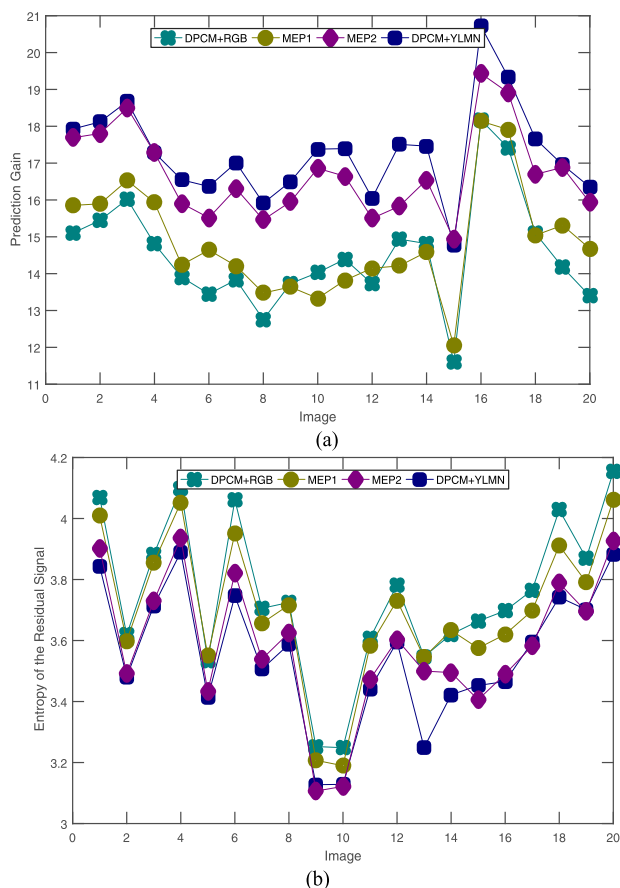 21
20
19
18
17
16
15
14
13
12
11
Prediction Gain
DPCM+RGB MEP1 MEP2 DPCM+YLMN
0 2 4 6 8 10 12 14 16 18 20
Image
(a)
4.2
4
3.8
3.6
3.4
3.2
3
Entropy of the Residual Signal
DPCM+RGB MEP1 MEP2 DPCM+YLMN
0 2 4 6 8 10 12 14 16 18 20
Image
(b)